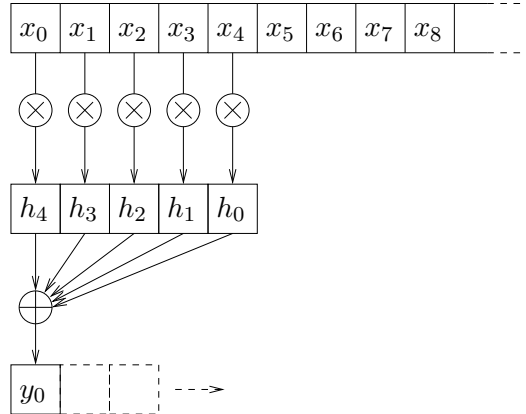 x₀ x₁ x₂ x₃ x₄ x₅ x₆ x₇ x₈
h₄ h₃ h₂ h₁ h₀
y₀